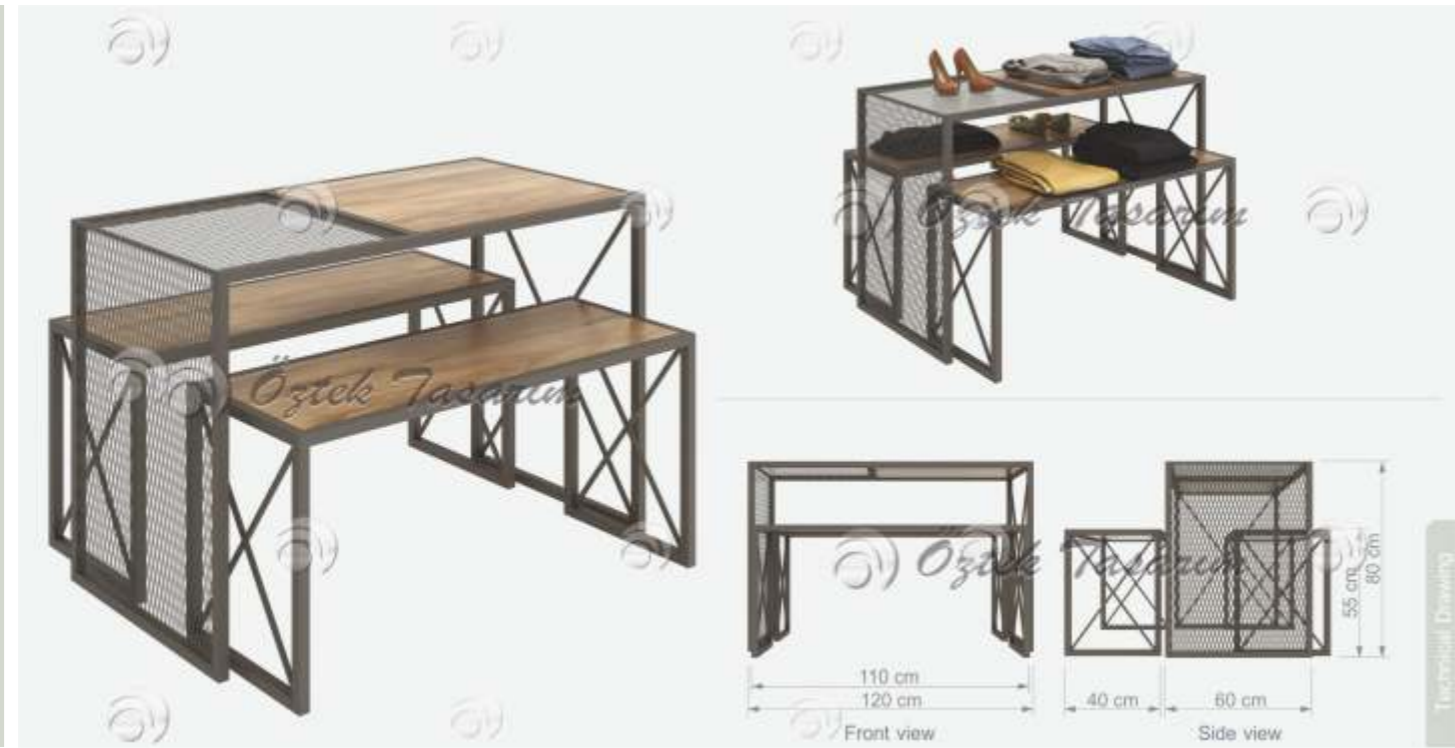 Öztek Tasarım
Öztek Tasarım
Öztek Tasarım
55 cm
80 cm
110 cm
120 cm
40 cm
60 cm
Front view
Side view
Technical Drawing